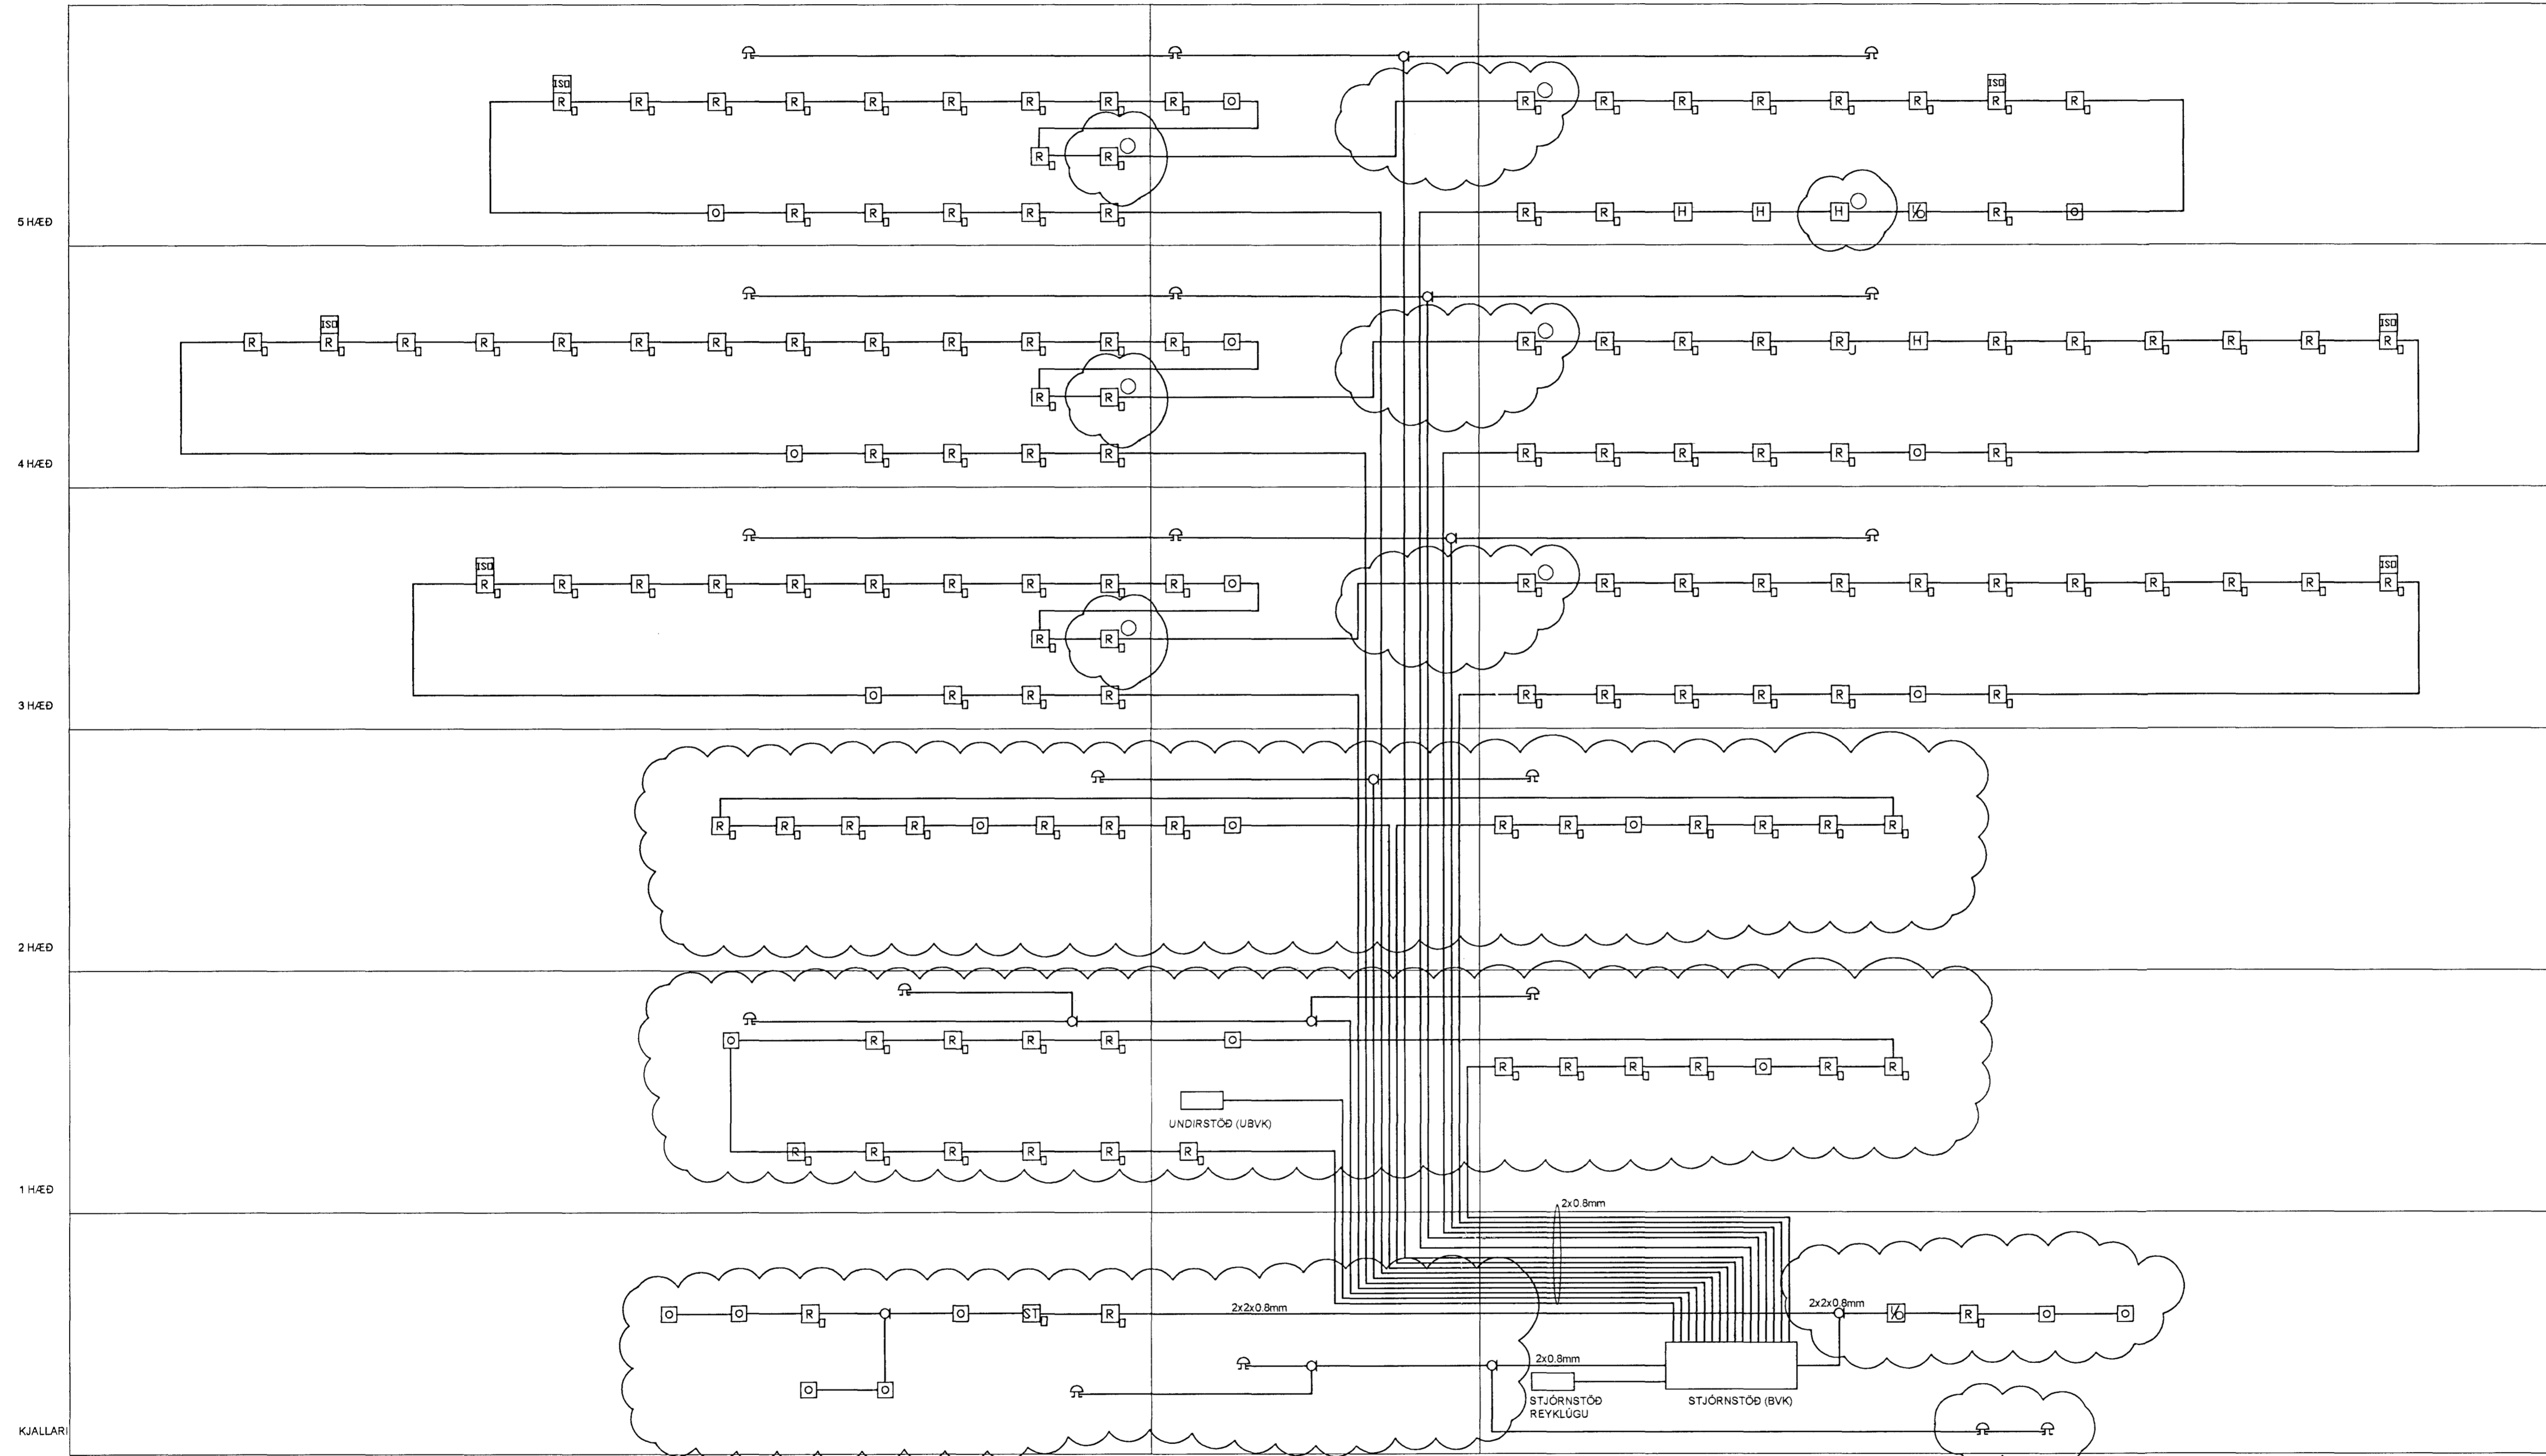 ISO ISO
R R R R R R R R R O R R R R R R R R
R R
O R R R R R R R H H H I/O R O
5 HÆÐ
ISO ISO
R R R R R R R R R R R R R O R R R R R H R R R R R R
R R
O R R R R R R R R R O R
4 HÆÐ
ISO ISO
R R R R R R R R R R O R R R R R R R R R R R R
R R
O R R R R R R R R O R
3 HÆÐ
R R R R O R R R O R R O R R R R
2 HÆÐ
O R R R R O
R R R R O R R
UNDIRSTÖÐ (UBVK)
R R R R R R
1 HÆÐ
2x0.8mm
2x2x0.8mm 2x2x0.8mm
O O R O ST R I/O R O O
2x0.8mm
O O
STJÓRNSTÖÐ
REYKLÚGU
STJÓRNSTÖÐ (BVK)
KJALLARI